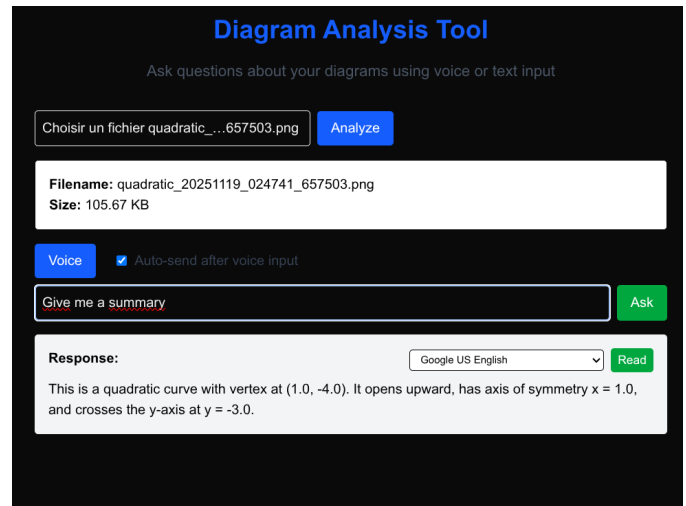 Diagram Analysis Tool
Ask questions about your diagrams using voice or text input
Choisir un fichier quadratic_...657503.png
Analyze
Filename: quadratic_20251119_024741_657503.png
Size: 105.67 KB
Voice
Auto-send after voice input
Give me a summary
Ask
Response:
Google US English
Read
This is a quadratic curve with vertex at (1.0, -4.0). It opens upward, has axis of symmetry x = 1.0,
and crosses the y-axis at y = -3.0.